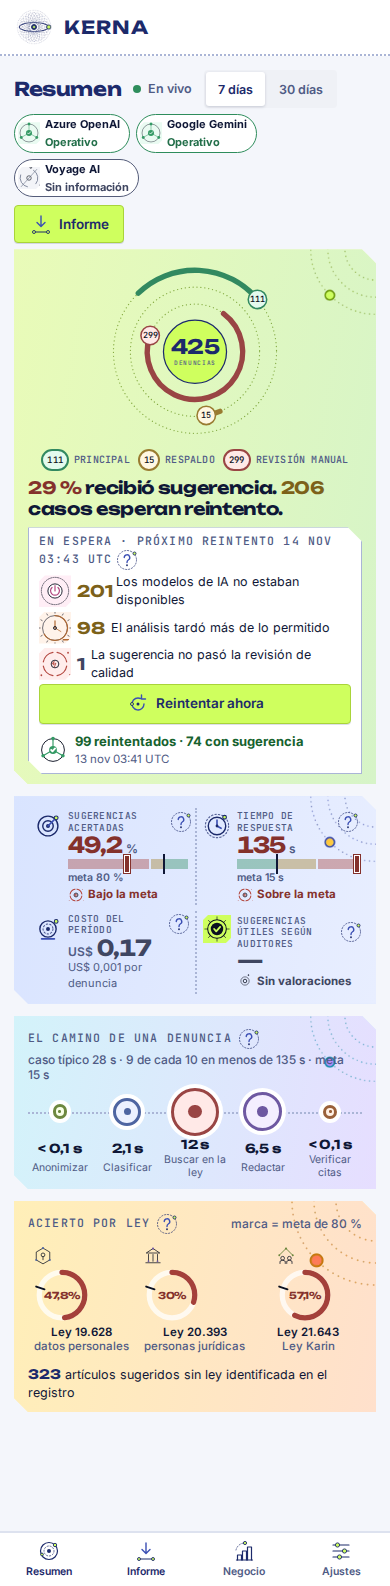 KERNA
Resumen
En vivo
7 días
30 días
Azure OpenAI
Operativo
Google Gemini
Operativo
Voyage AI
Sin información
Informe
111
299
425
DENUNCIAS
15
111 PRINCIPAL 15 RESPALDO 299 REVISIÓN MANUAL
29 % recibió sugerencia. 206
casos esperan reintento.
EN ESPERA · PRÓXIMO REINTENTO 14 NOV
03:43 UTC ?
201 Los modelos de IA no estaban
disponibles
98 El análisis tardó más de lo permitido
1 La sugerencia no pasó la revisión de
calidad
Reintentar ahora
99 reintentados · 74 con sugerencia
13 nov 03:41 UTC
SUGERENCIAS
ACERTADAS
?
49,2 %
meta 80 %
Bajo la meta
TIEMPO DE
RESPUESTA
?
135 s
meta 15 s
Sobre la meta
COSTO DEL
PERÍODO
?
US$ 0,17
US$ 0,001 por
denuncia
SUGERENCIAS
ÚTILES SEGÚN
AUDITORES
?
—
Sin valoraciones
EL CAMINO DE UNA DENUNCIA ?
caso típico 28 s · 9 de cada 10 en menos de 135 s · meta
15 s
< 0,1 s
Anonimizar
2,1 s
Clasificar
12 s
Buscar en la
ley
6,5 s
Redactar
< 0,1 s
Verificar
citas
ACIERTO POR LEY ?
marca = meta de 80 %
47,8%
Ley 19.628
datos personales
30%
Ley 20.393
personas jurídicas
57,1%
Ley 21.643
Ley Karin
323 artículos sugeridos sin ley identificada en el
registro
Resumen
Informe
Negocio
Ajustes